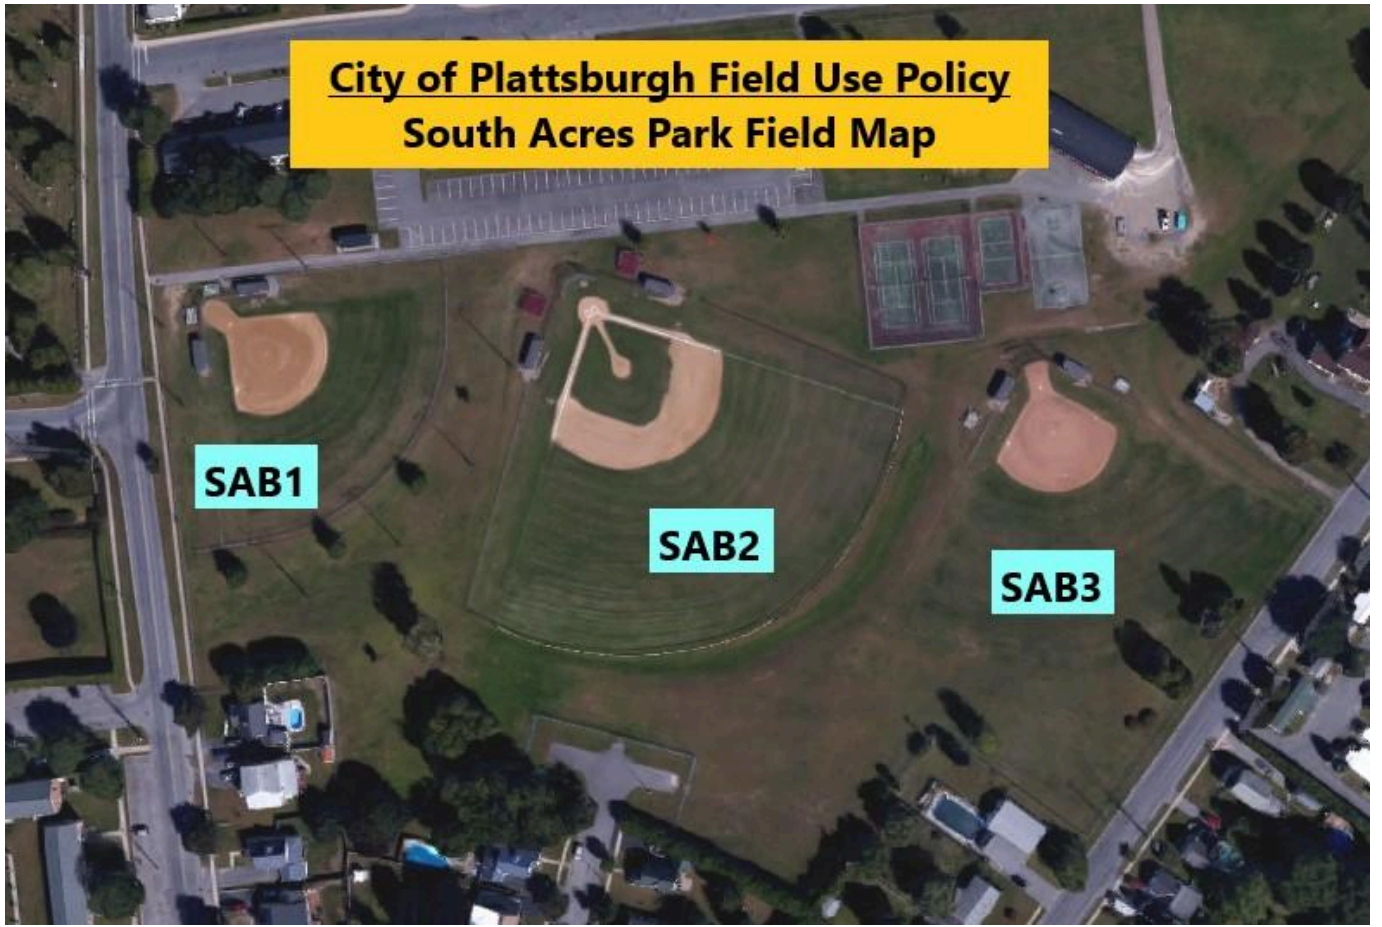 City of Plattsburgh Field Use Policy
South Acres Park Field Map
SAB1
SAB2
SAB3